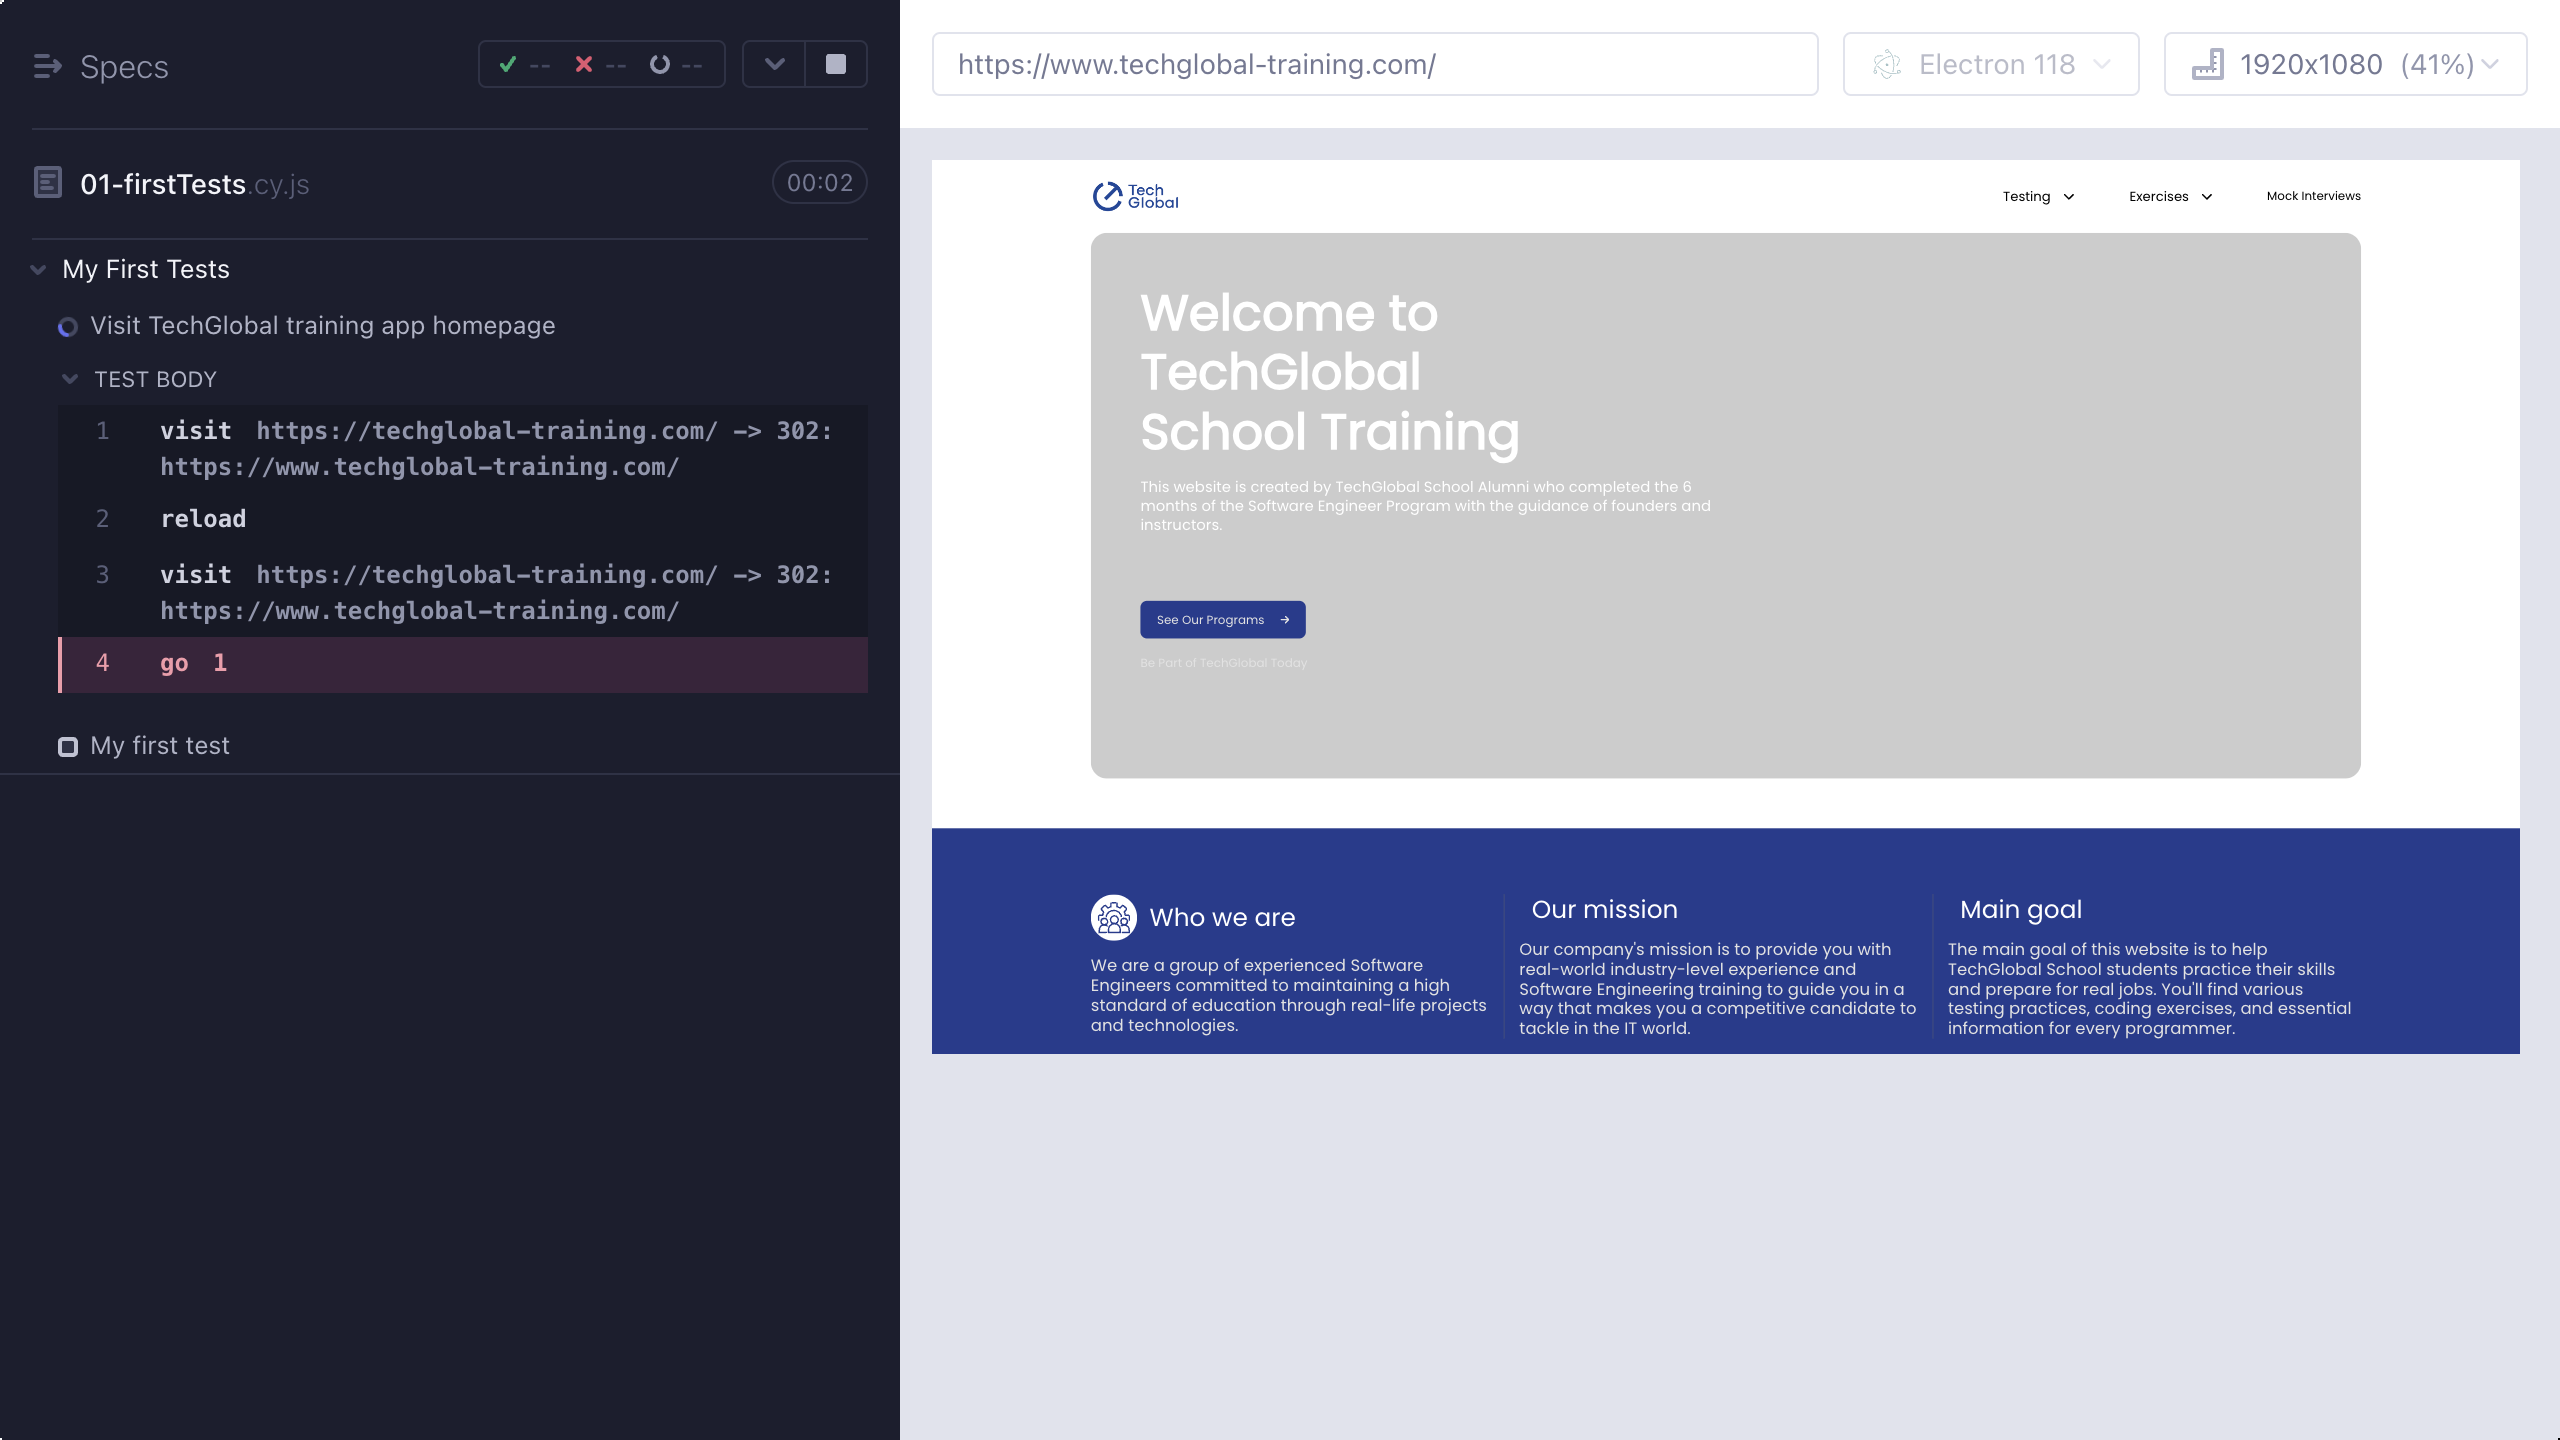 Specs
--
--
--
01-firstTests.cy.js
00:02
My First Tests
Visit TechGlobal training app homepage
TEST BODY
1 visit https://techglobal-training.com/ -> 302:
https://www.techglobal-training.com/
2 reload
3 visit https://techglobal-training.com/ -> 302:
https://www.techglobal-training.com/
4 go 1
My first test
https://www.techglobal-training.com/
Electron 118
1920x1080 (41%)
Tech
Global
Testing
Exercises
Mock Interviews
Welcome to
TechGlobal
School Training
This website is created by TechGlobal School Alumni who completed the 6
months of the Software Engineer Program with the guidance of founders and
instructors.
See Our Programs
Be Part of TechGlobal Today
Who we are
We are a group of experienced Software
Engineers committed to maintaining a high
standard of education through real-life projects
and technologies.
Our mission
Our company's mission is to provide you with
real-world industry-level experience and
Software Engineering training to guide you in a
way that makes you a competitive candidate to
tackle in the IT world.
Main goal
The main goal of this website is to help
TechGlobal School students practice their skills
and prepare for real jobs. You'll find various
testing practices, coding exercises, and essential
information for every programmer.